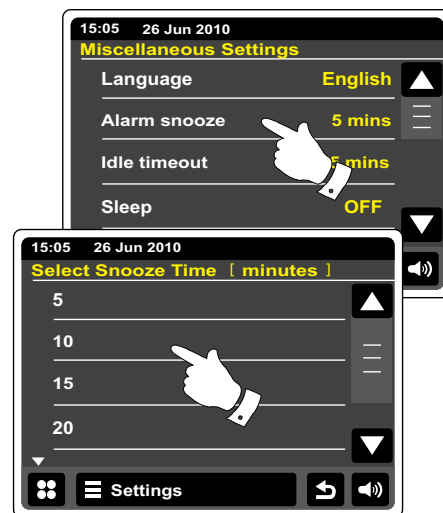 15:05 26 Jun 2010
Miscellaneous Settings
Language English
Alarm snooze 5 mins
Idle timeout mins
Sleep OFF
15:05 26 Jun 2010
Select Snooze Time [ minutes ]
5
10
15
20
Settings